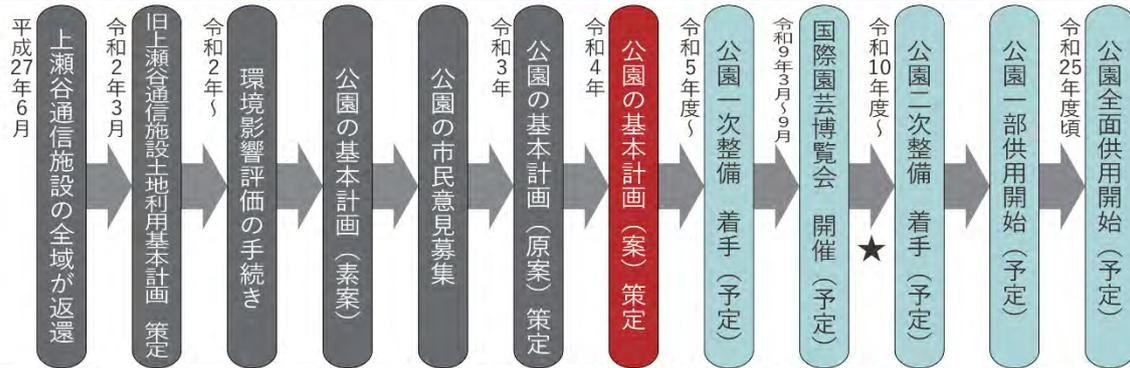 平成27年6月
上瀬谷通信施設の全域が返還
令和2年3月
旧上瀬谷通信施設土地利用基本計画 策定
令和2年～
環境影響評価の手続き
公園の基本計画(素案)
公園の市民意見募集
令和3年
公園の基本計画(原案)策定
令和4年
公園の基本計画(案)策定
令和5年度～
公園一次整備 着手(予定)
令和9年3月～9月
国際園芸博覧会 開催(予定)
令和10年度～
★
公園二次整備 着手(予定)
公園一部供用開始(予定)
令和25年度頃
公園全面供用開始(予定)